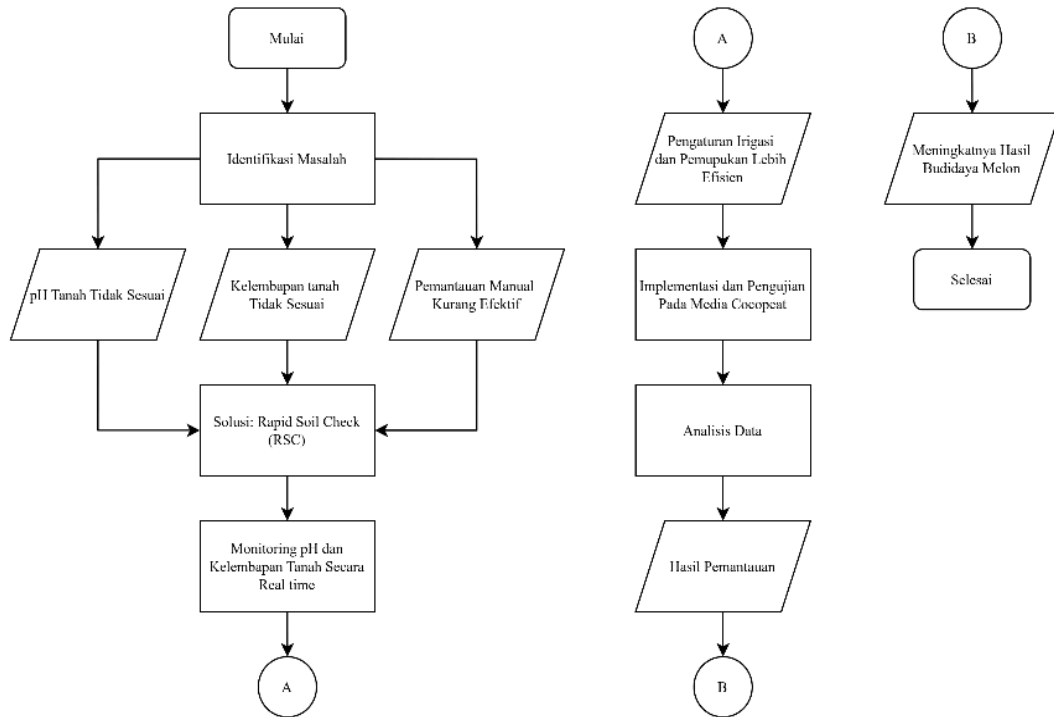 Mulai
Identifikasi Masalah
pH Tanah Tidak Sesuai
Kelembapan tanah
Tidak Sesuai
Pemantauan Manual
Kurang Efektif
Solusi: Rapid Soil Check
(RSC)
Monitoring pH dan
Kelembapan Tanah Secara
Real time
A
A
Pengaturan Irigasi
dan Pemupukan Lebih
Efisien
Implementasi dan Pengujian
Pada Media Cocopeat
Analisis Data
Hasil Pemantauan
B
B
Meningkatnya Hasil
Budidaya Melon
Selesai